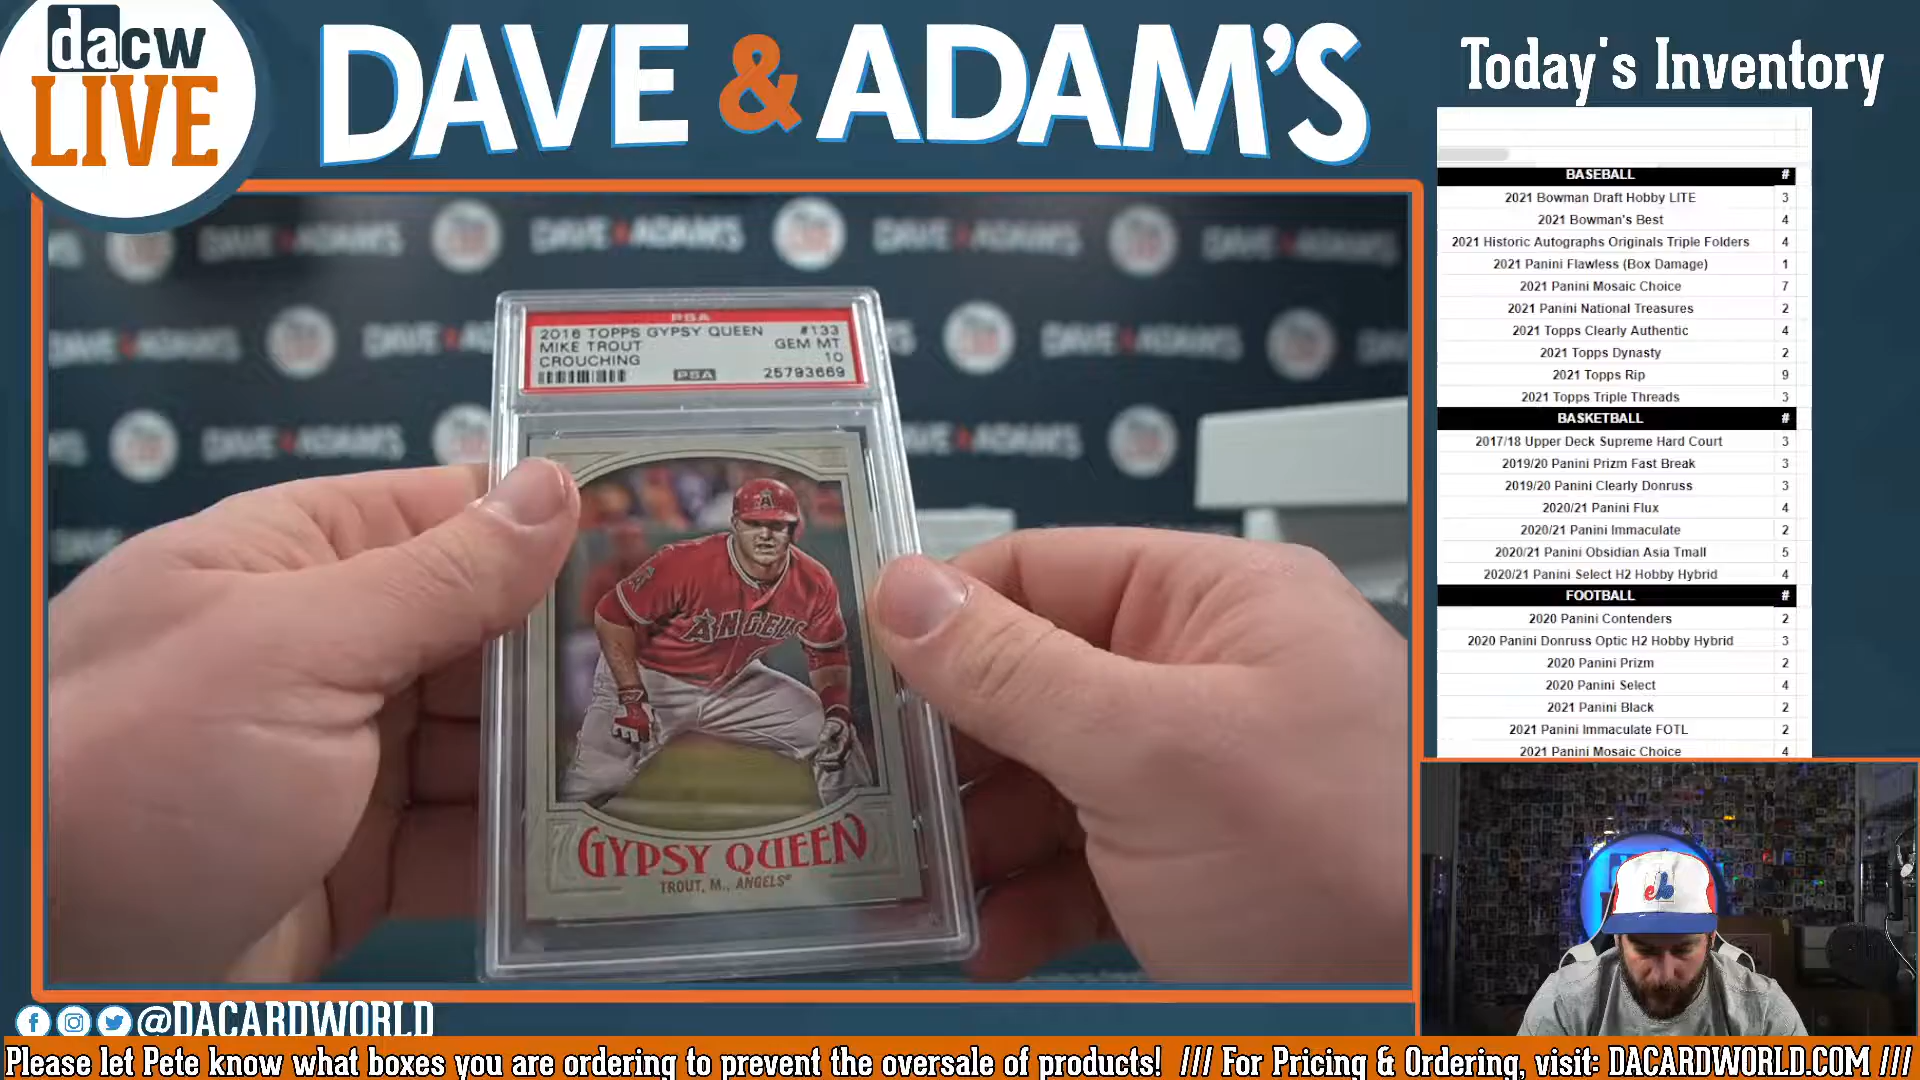 dacw
LIVE
DAVE & ADAM'S
Today's Inventory
BASEBALL #
2021 Bowman Draft Hobby LITE 3
2021 Bowman's Best 4
2021 Historic Autographs Originals Triple Folders 4
2021 Panini Flawless (Box Damage) 1
2021 Panini Mosaic Choice 7
2021 Panini National Treasures 2
2021 Topps Clearly Authentic 4
2021 Topps Dynasty 2
2021 Topps Rip 9
2021 Topps Triple Threads 3
BASKETBALL #
2017/18 Upper Deck Supreme Hard Court 3
2019/20 Panini Prizm Fast Break 3
2019/20 Panini Clearly Donruss 3
2020/21 Panini Flux 4
2020/21 Panini Immaculate 2
2020/21 Panini Obsidian Asia Tmall 5
2020/21 Panini Select H2 Hobby Hybrid 4
FOOTBALL #
2020 Panini Contenders 2
2020 Panini Donruss Optic H2 Hobby Hybrid 3
2020 Panini Prizm 2
2020 Panini Select 4
2021 Panini Black 2
2021 Panini Immaculate FOTL 2
2021 Panini Mosaic Choice 4
DAVE & ADAM'S
DAVE & ADAM'S
PSA
2016 TOPPS GYPSY QUEEN #133
MIKE TROUT GEM MT
CROUCHING 10
PSA 25793669
A
ANGELS
GYPSY QUEEN
TROUT, M., ANGELS®
@DACARDWORLD
Please let Pete know what boxes you are ordering to prevent the oversale of products! /// For Pricing & Ordering, visit: DACARDWORLD.COM ///